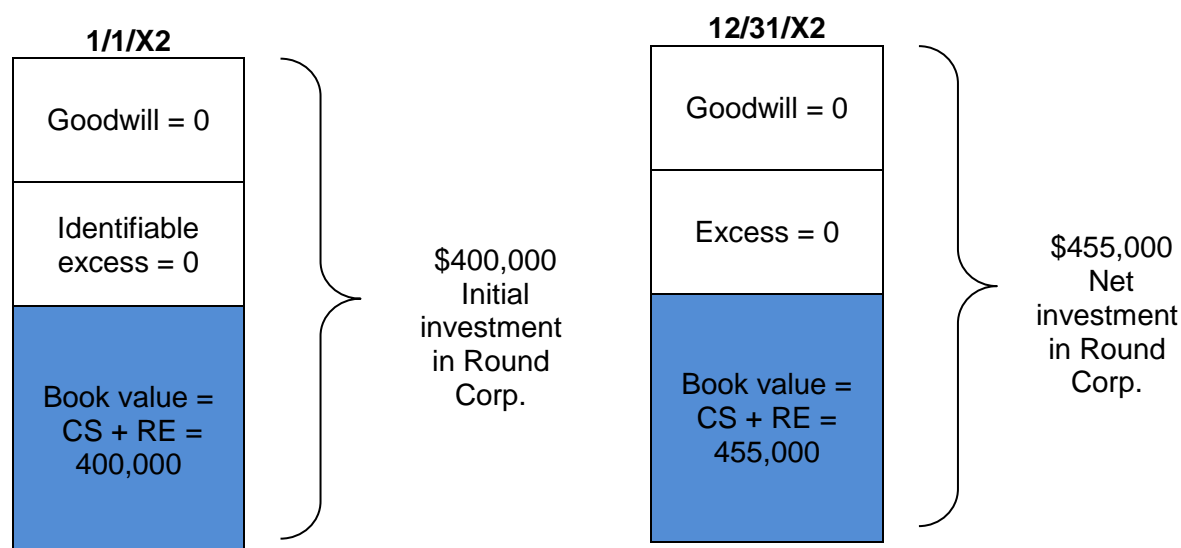 1/1/X2
Goodwill = 0
Identifiable
excess = 0
Book value =
CS + RE =
400,000
$400,000
Initial
investment
in Round
Corp.
12/31/X2
Goodwill = 0
Excess = 0
Book value =
CS + RE =
455,000
$455,000
Net
investment
in Round
Corp.